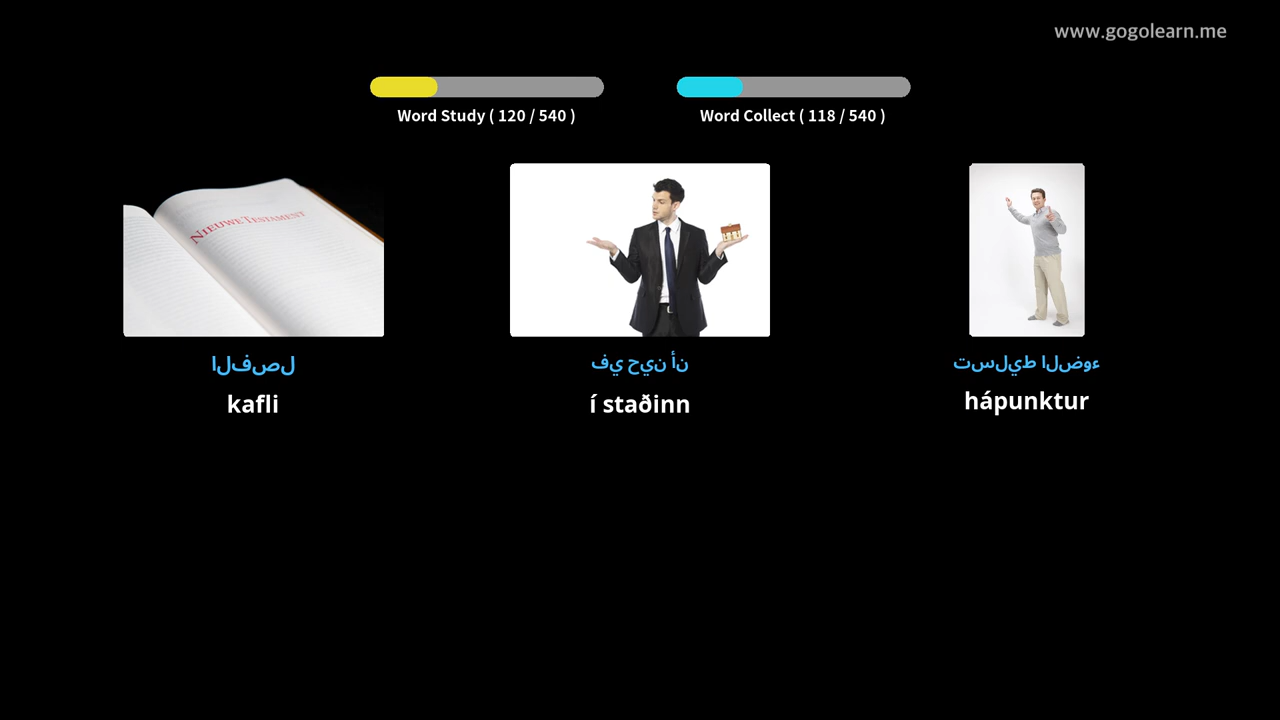 www.gogolearn.me
Word Study ( 120 / 540 )
Word Collect ( 118 / 540 )
NIEUWE TESTAMENT
الفصل
في حين أن
تسليط الضوء
kafli
í staðinn
hápunktur